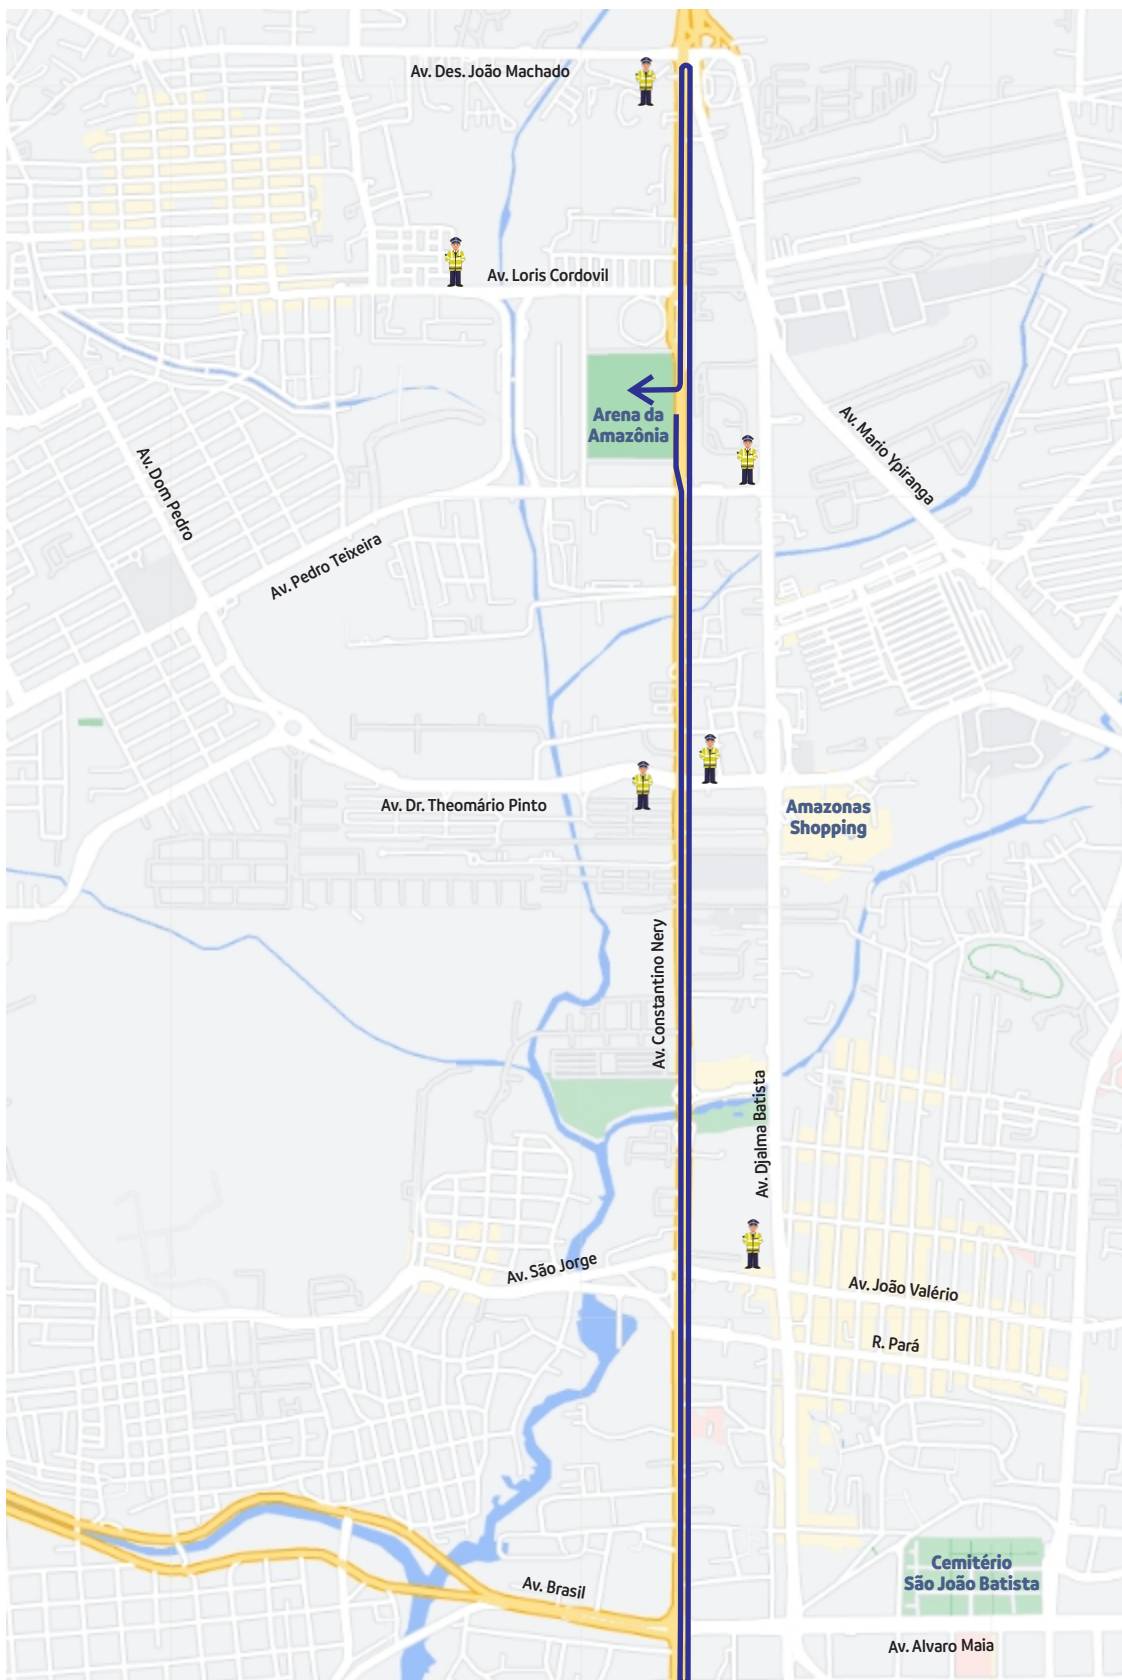 Av. Des. João Machado
Av. Loris Cordovil
Arena da
Amazônia
Av. Mario Ypiranga
Av. Dom Pedro
Av. Pedro Teixeira
Av. Dr. Theomário Pinto
Amazonas
Shopping
Av. Constantino Nery
Av. Djalma Batista
Av. São Jorge
Av. João Valério
R. Pará
Cemitério
São João Batista
Av. Brasil
Av. Alvaro Maia